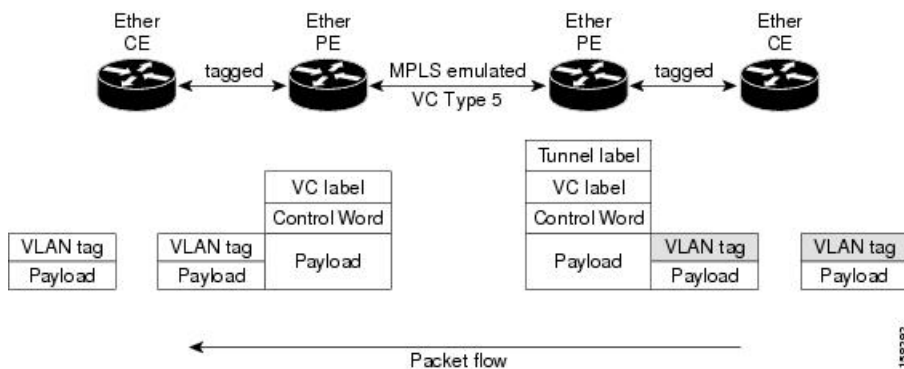 Ether CE
Ether PE
Ether PE
Ether CE
tagged
MPLS emulated
VC Type 5
tagged
Tunnel label
VC label
VC label
Control Word
Control Word
VLAN tag
VLAN tag
VLAN tag
VLAN tag
Payload
Payload
Payload
Payload
Payload
Payload
Packet flow